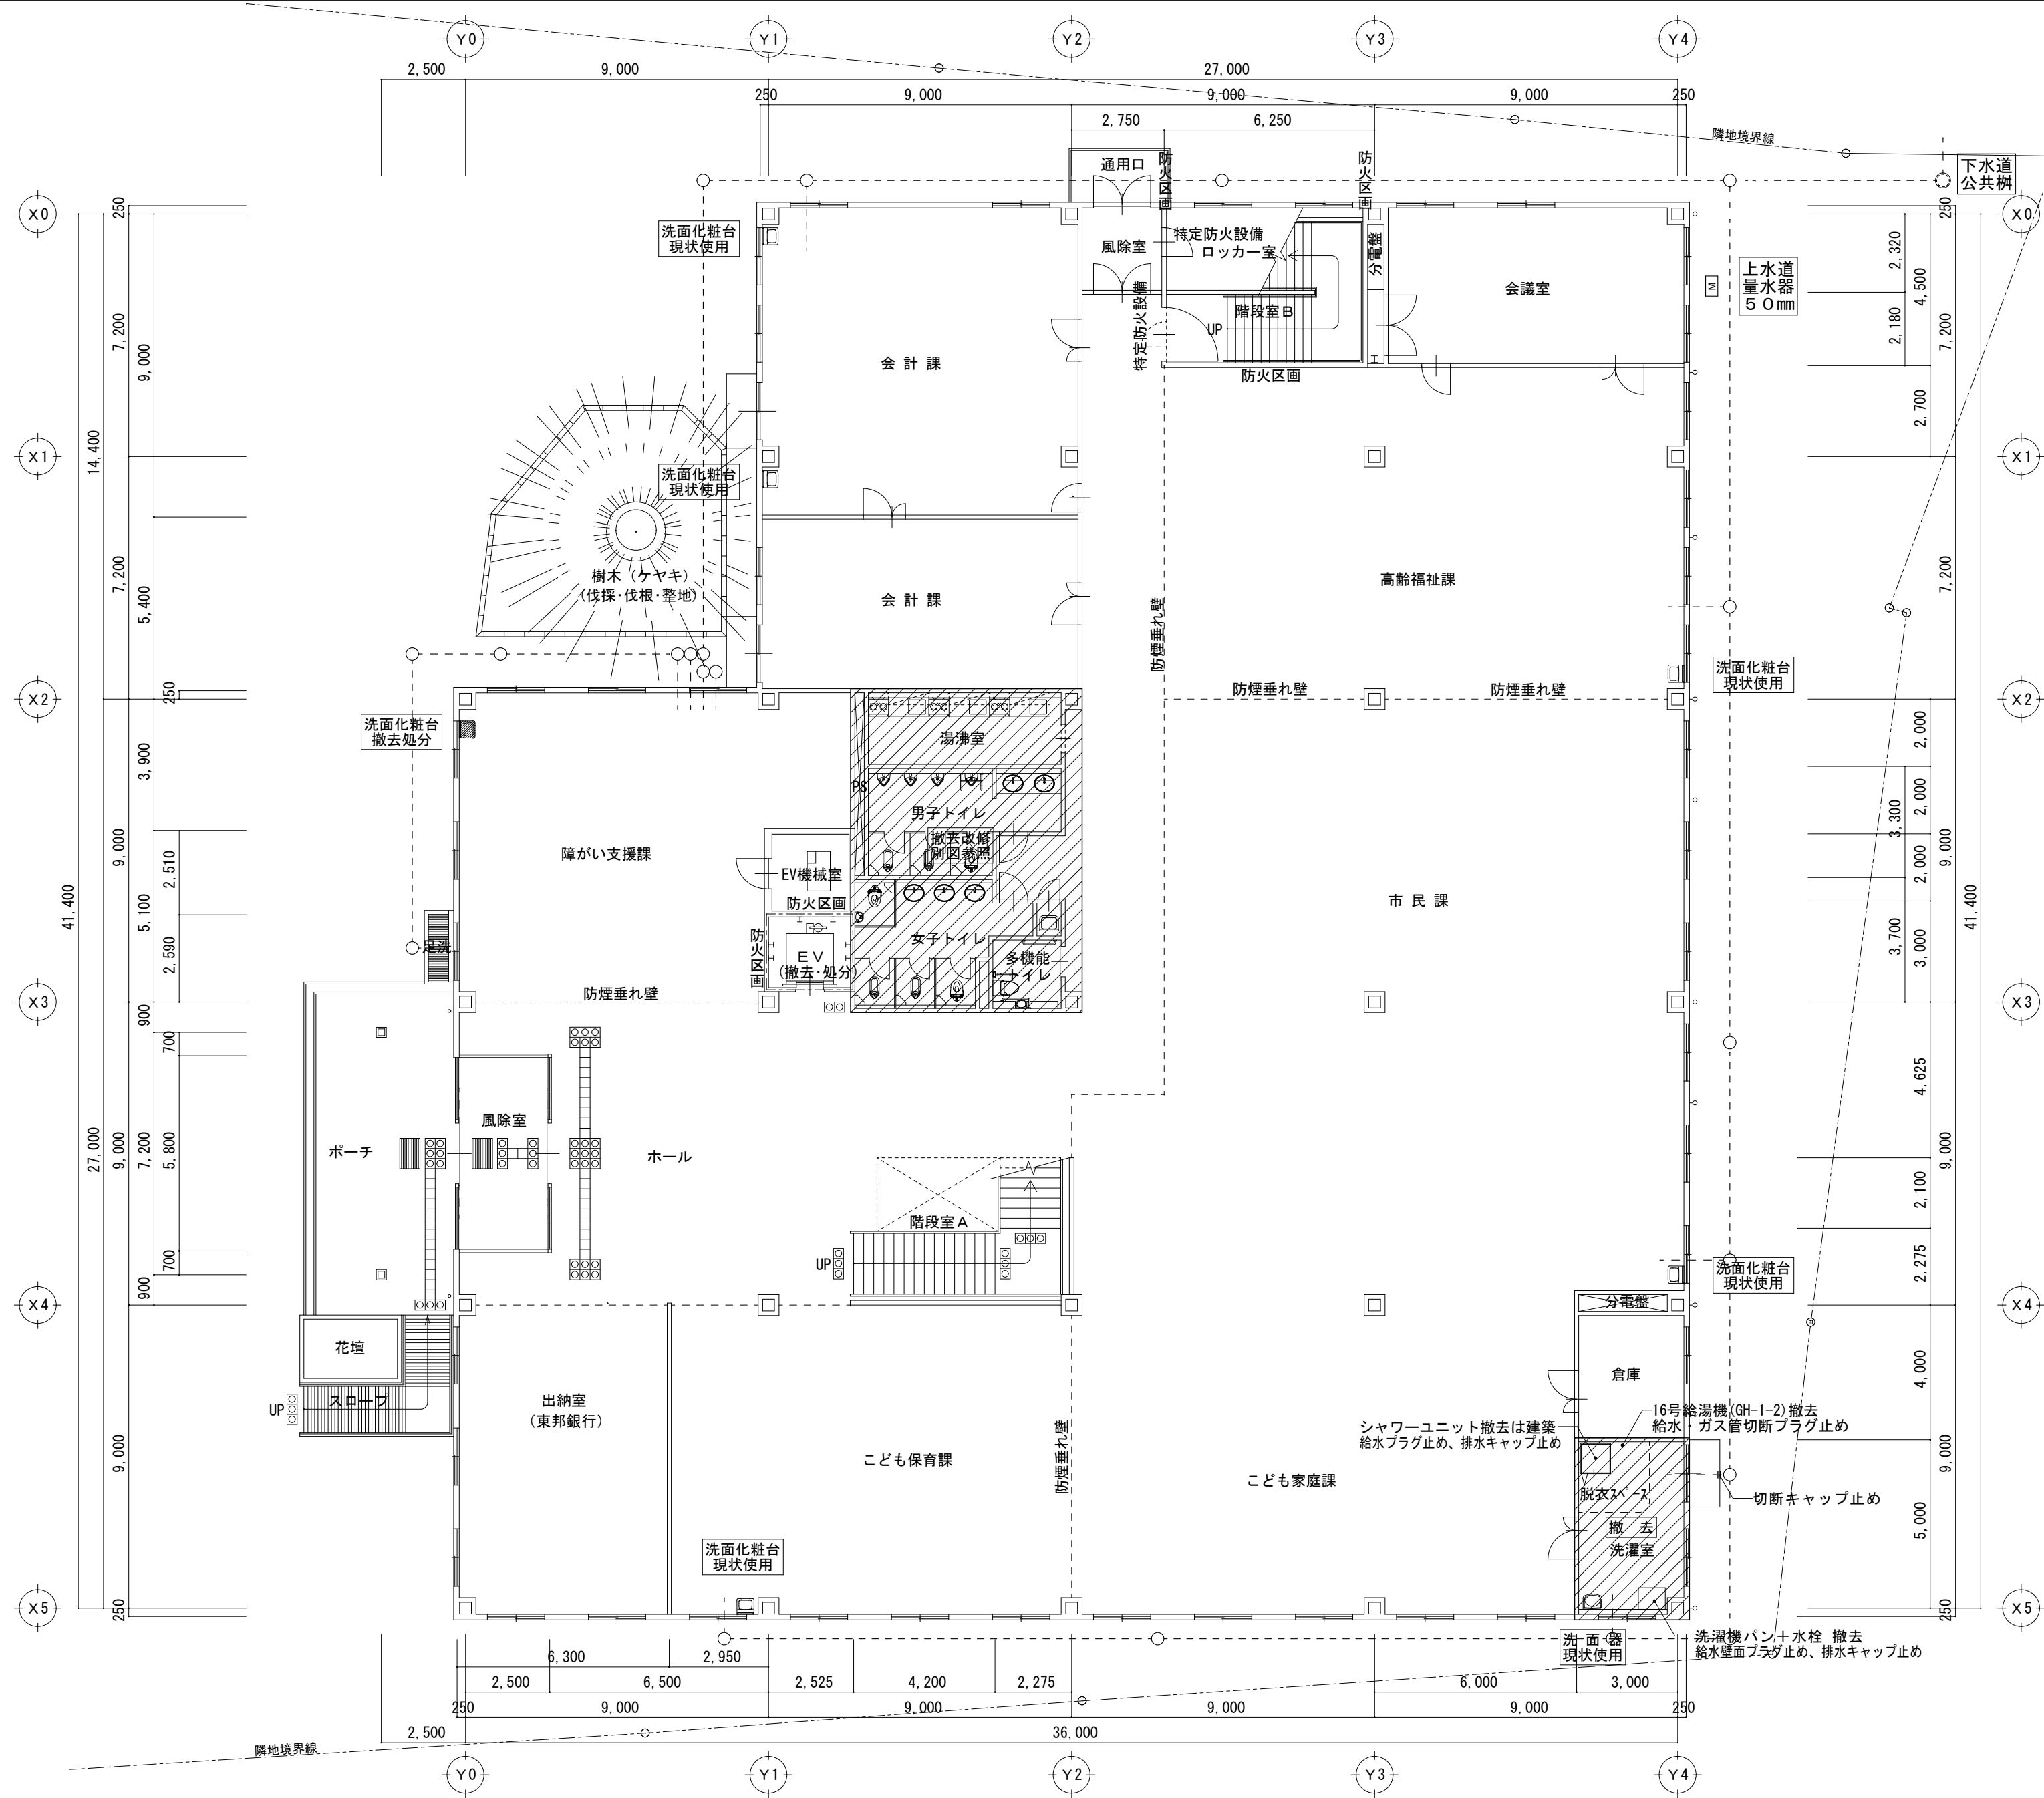 Y0
Y1
Y2
Y3
Y4
2,500
9,000
27,000
250
9,000
9,000
9,000
250
2,750
6,250
隣地境界線
下水道
公共桝
通用口
防火区画
防火区画
X0
X0
洗面化粧台
現状使用
風除室
特定防火設備
ロッカー室
分電盤
会議室
上水道
量水器
50mm
M
特定防火設備
階段室B
UP
会 計 課
防火区画
250
7,200
9,000
14,400
250
2,320
4,500
2,180
7,200
2,700
X1
X1
洗面化粧台
現状使用
樹木（ケヤキ）
（伐採・伐根・整地）
会 計 課
高齢福祉課
防煙垂れ壁
7,200
5,400
250
7,200
洗面化粧台
現状使用
X2
X2
防煙垂れ壁
防煙垂れ壁
洗面化粧台
撤去処分
湯沸室
PS
男子トイレ
撤去改修
別図参照
障がい支援課
EV機械室
防火区画
防火区画
EV
（撤去・処分）
女子トイレ
多機能
トイレ
市 民 課
足洗
防煙垂れ壁
3,900
9,000
2,510
5,100
2,590
41,400
2,000
2,000
3,300
2,000
9,000
3,700
3,000
41,400
X3
X3
900
700
27,000
9,000
7,200
5,800
700
900
ポーチ
風除室
ホール
階段室A
UP
4,625
9,000
2,100
2,275
洗面化粧台
現状使用
X4
X4
分電盤
花壇
スロープ
UP
出納室
（東邦銀行）
こども保育課
防煙垂れ壁
こども家庭課
倉庫
16号給湯機(GH-1-2)撤去
給水・ガス管切断プラグ止め
シャワーユニット撤去は建築
給水プラグ止め、排水キャップ止め
脱衣スペース
切断キャップ止め
撤 去
洗濯室
洗面化粧台
現状使用
9,000
250
4,000
9,000
5,000
250
X5
X5
洗 面 器
現状使用
洗濯機パン＋水栓 撤去
給水壁面プラグ止め、排水キャップ止め
6,300
2,950
2,500
6,500
2,525
4,200
2,275
6,000
3,000
250
9,000
9,000
9,000
9,000
250
2,500
36,000
隣地境界線
Y0
Y1
Y2
Y3
Y4